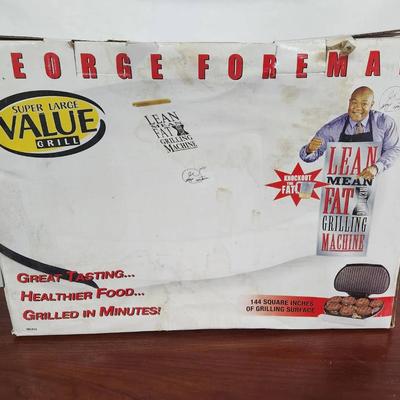 EORGE FOREMA
SUPER LARGE
VALUE
GRILL
LEAN
FAT
GRILLING
MACHINE
KNOCKOUT
THE
FAT
LEAN
MEAN
FAT
GRILLING
MACHINE
GREAT TASTING...
HEALTHIER FOOD...
GRILLED IN MINUTES!
144 SQUARE INCHES
OF GRILLING SURFACE